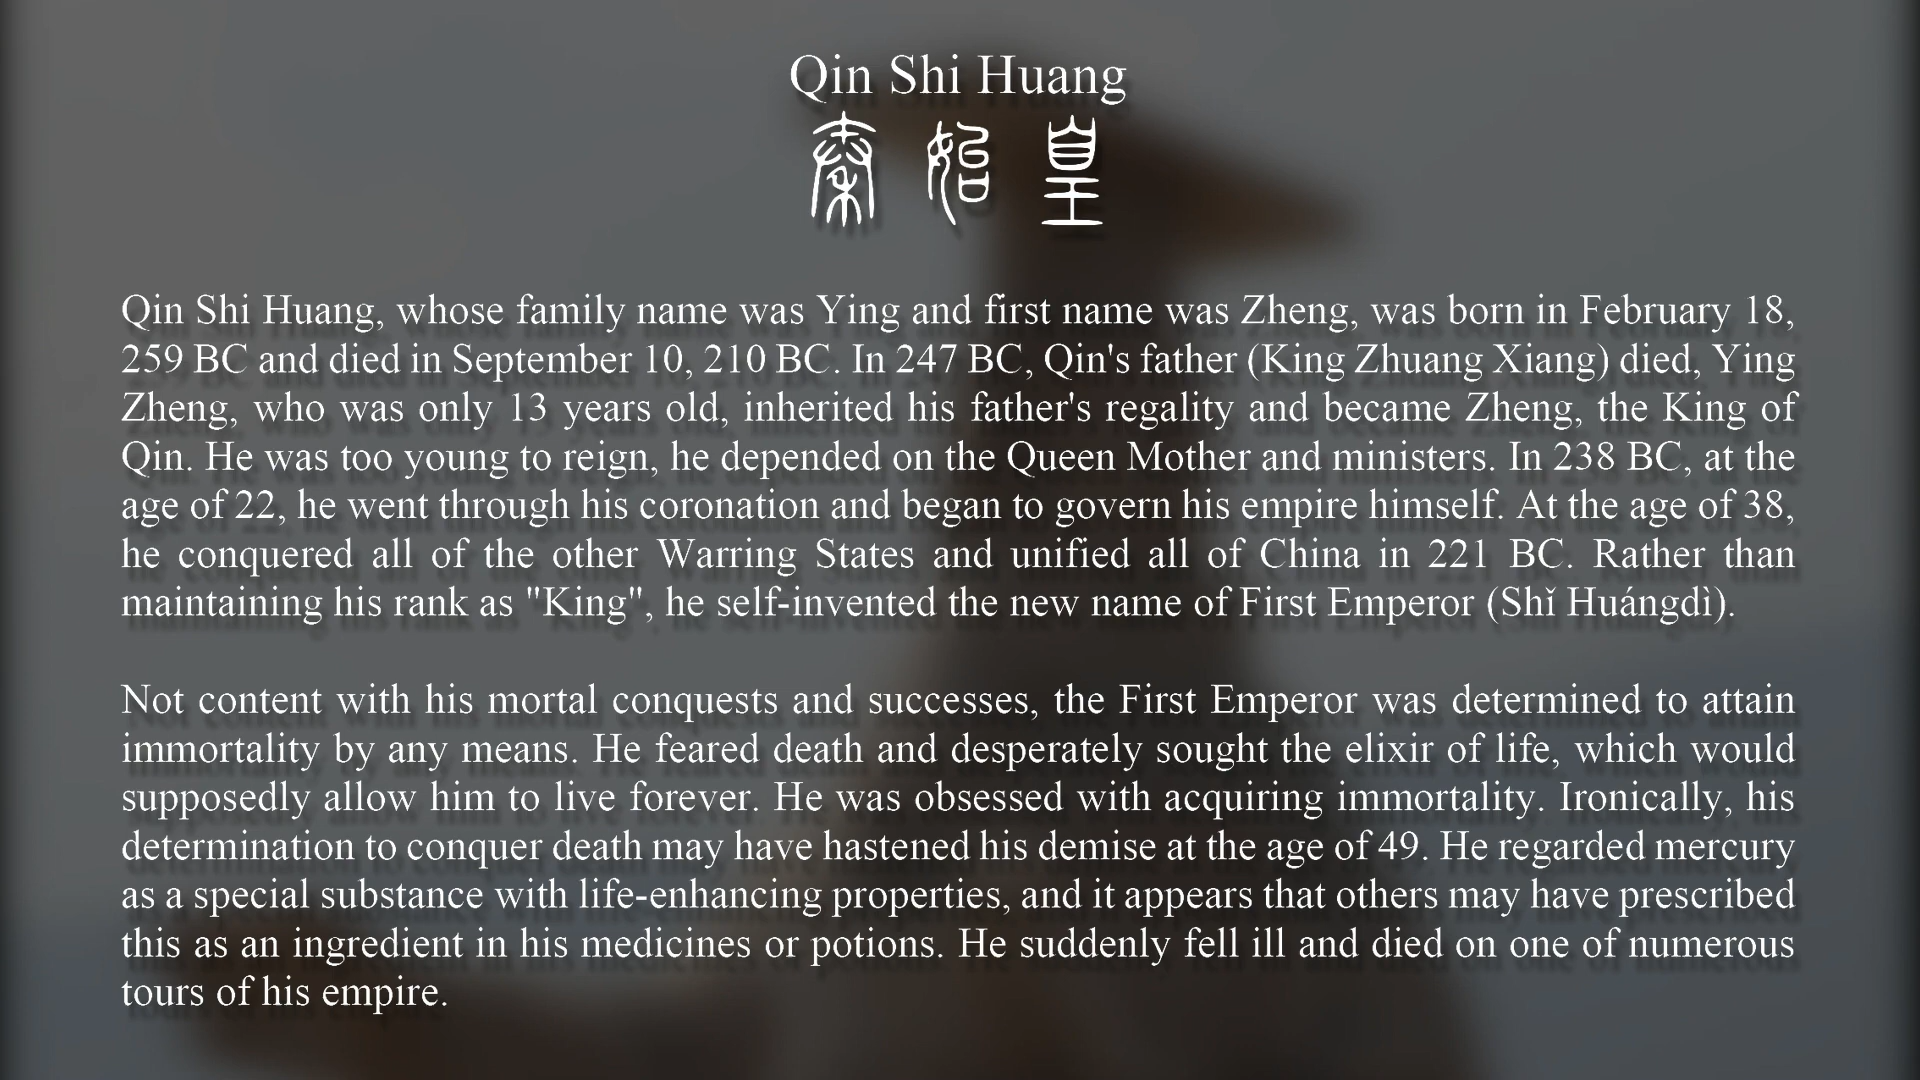 Qin Shi Huang
秦始皇
Qin Shi Huang, whose family name was Ying and first name was Zheng, was born in February 18,
259 BC and died in September 10, 210 BC. In 247 BC, Qin's father (King Zhuang Xiang) died, Ying
Zheng, who was only 13 years old, inherited his father's regality and became Zheng, the King of
Qin. He was too young to reign, he depended on the Queen Mother and ministers. In 238 BC, at the
age of 22, he went through his coronation and began to govern his empire himself. At the age of 38,
he conquered all of the other Warring States and unified all of China in 221 BC. Rather than
maintaining his rank as "King", he self-invented the new name of First Emperor (Shǐ Huángdì).
Not content with his mortal conquests and successes, the First Emperor was determined to attain
immortality by any means. He feared death and desperately sought the elixir of life, which would
supposedly allow him to live forever. He was obsessed with acquiring immortality. Ironically, his
determination to conquer death may have hastened his demise at the age of 49. He regarded mercury
as a special substance with life-enhancing properties, and it appears that others may have prescribed
this as an ingredient in his medicines or potions. He suddenly fell ill and died on one of numerous
tours of his empire.